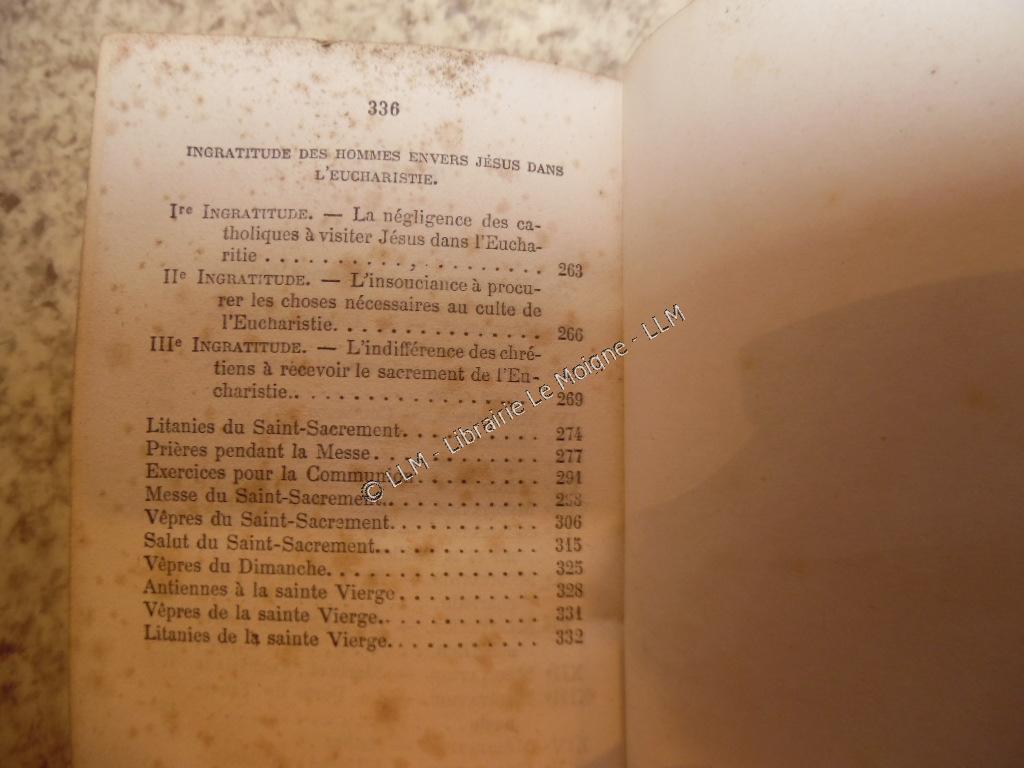 336
INGRATITUDE DES HOMMES ENVERS JÉSUS DANS
L'EUCHARISTIE.
Ire INGRATITUDE. — La négligence des ca-
tholiques à visiter Jésus dans l'Eucha-
ritie . . . . . . . . . . , . . . . . . . . 263
IIe INGRATITUDE. — L'insouciance à procu-
rer les choses nécessaires au culte de
l'Eucharistie. . . . . . . . . . . . . . . 266
IIIe INGRATITUDE. — L'indifférence des chré-
tiens à recevoir le sacrement de l'Eu-
charistie. . . . . . . . . . . . . . . . . 269
Litanies du Saint-Sacrement. . . . . . . . . . 274
Prières pendant la Messe. . . . . . . . . . . 277
Exercices pour la Communi . . . . . . . . . 291
Messe du Saint-Sacrement. . . . . . . . . . .
Vêpres du Saint-Sacrement. . . . . . . . . . . 306
Salut du Saint-Sacrement. . . . . . . . . . . 315
Vêpres du Dimanche. . . . . . . . . . . . . . 325
Antiennes à la sainte Vierge . . . . . . . . . . 328
Vêpres de la sainte Vierge. . . . . . . . . . . 331
Litanies de la sainte Vierge. . . . . . . . . . . 332
© LLM - Librairie Le Moigne - LLM